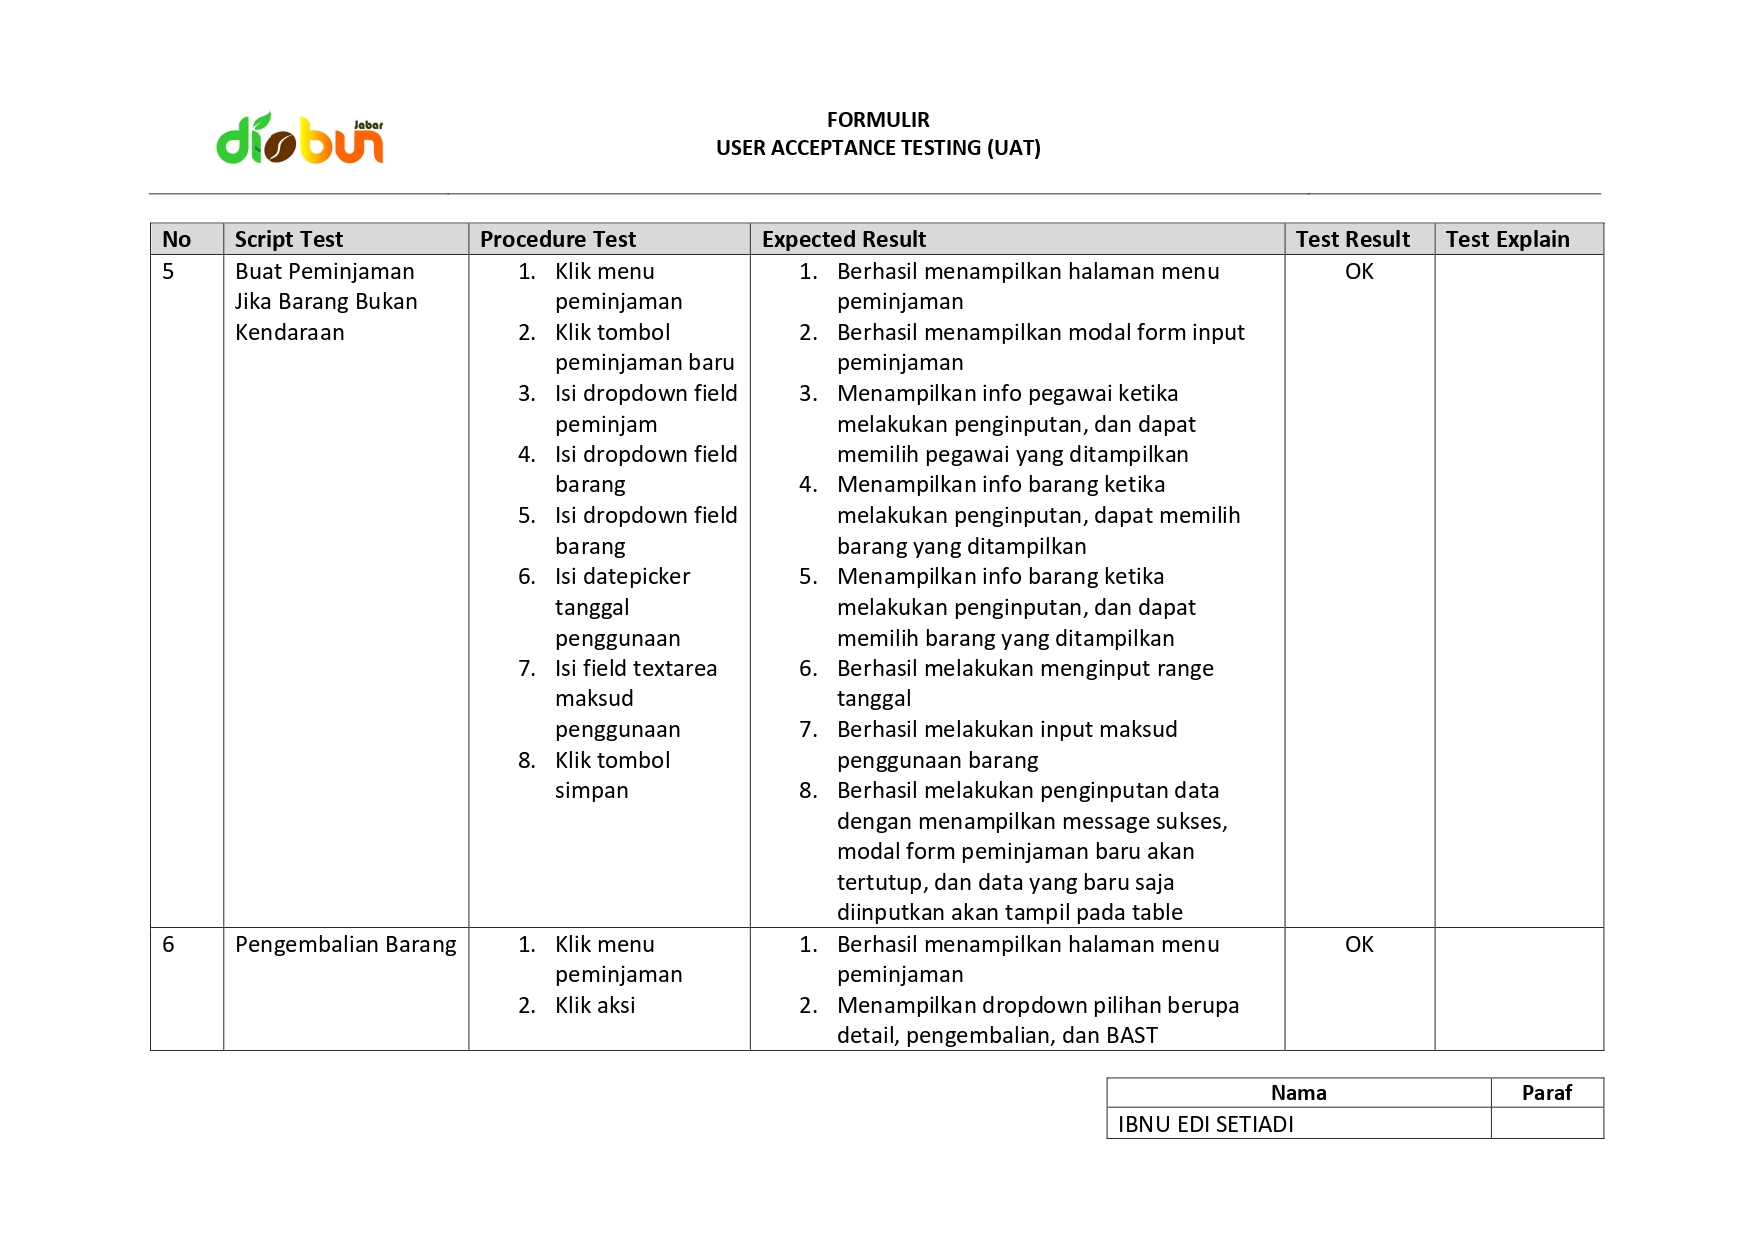 disbun Jabar
FORMULIR
USER ACCEPTANCE TESTING (UAT)
No Script Test Procedure Test Expected Result Test Result Test Explain
5
Buat Peminjaman
Jika Barang Bukan
Kendaraan
1. Klik menu
peminjaman
2. Klik tombol
peminjaman baru
3. Isi dropdown field
peminjam
4. Isi dropdown field
barang
5. Isi dropdown field
barang
6. Isi datepicker
tanggal
penggunaan
7. Isi field textarea
maksud
penggunaan
8. Klik tombol
simpan
1. Berhasil menampilkan halaman menu
peminjaman
2. Berhasil menampilkan modal form input
peminjaman
3. Menampilkan info pegawai ketika
melakukan penginputan, dan dapat
memilih pegawai yang ditampilkan
4. Menampilkan info barang ketika
melakukan penginputan, dapat memilih
barang yang ditampilkan
5. Menampilkan info barang ketika
melakukan penginputan, dan dapat
memilih barang yang ditampilkan
6. Berhasil melakukan menginput range
tanggal
7. Berhasil melakukan input maksud
penggunaan barang
8. Berhasil melakukan penginputan data
dengan menampilkan message sukses,
modal form peminjaman baru akan
tertutup, dan data yang baru saja
diinputkan akan tampil pada table
OK
6
Pengembalian Barang
1. Klik menu
peminjaman
2. Klik aksi
1. Berhasil menampilkan halaman menu
peminjaman
2. Menampilkan dropdown pilihan berupa
detail, pengembalian, dan BAST
OK
Nama Paraf
IBNU EDI SETIADI